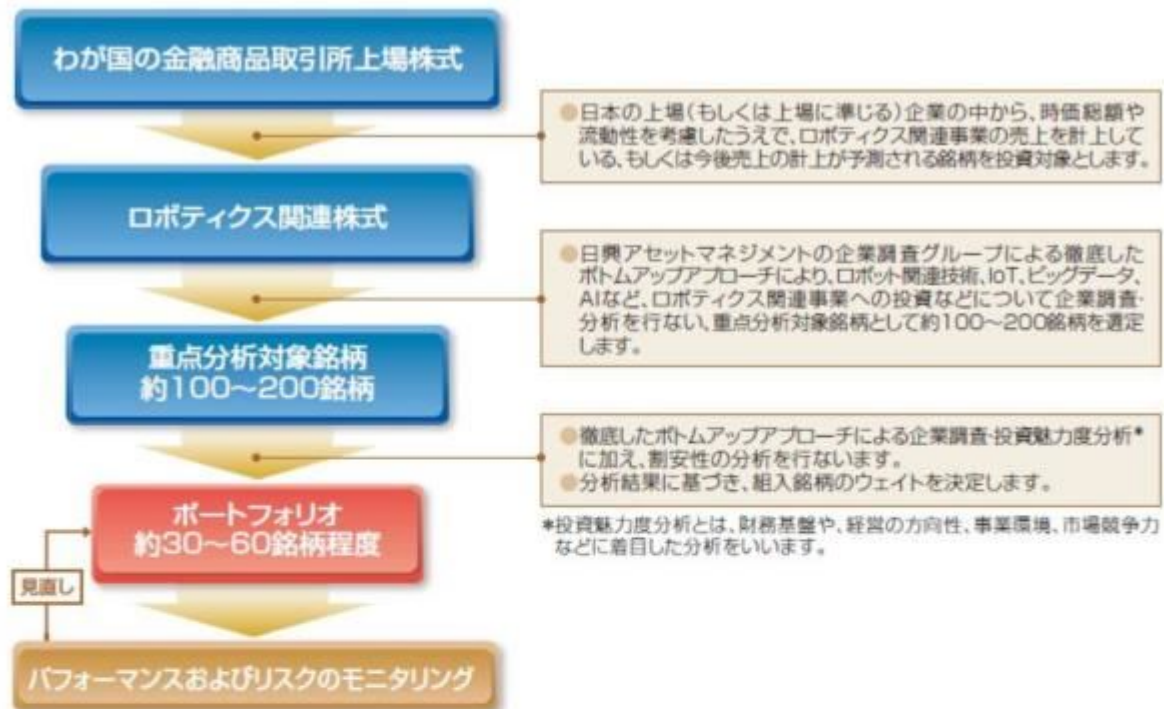 わが国の金融商品取引所上場株式
●日本の上場(もしくは上場に準じる)企業の中から、時価総額や
流動性を考慮したうえで、ロボティクス関連事業の売上を計上して
いる、もしくは今後売上の計上が予測される銘柄を投資対象とします。
ロボティクス関連株式
●日興アセットマネジメントの企業調査グループによる徹底した
ボトムアップアプローチにより、ロボット関連技術、IoT、ビッグデータ、
AIなど、ロボティクス関連事業への投資などについて企業調査・
分析を行ない、重点分析対象銘柄として約100〜200銘柄を選定
します。
重点分析対象銘柄
約100〜200銘柄
●徹底したボトムアップアプローチによる企業調査・投資魅力度分析*
に加え、割安性の分析を行ないます。
●分析結果に基づき、組入銘柄のウェイトを決定します。
*投資魅力度分析とは、財務基盤や、経営の方向性、事業環境、市場競争力
などに着目した分析をいいます。
ポートフォリオ
約30〜60銘柄程度
見直し
パフォーマンスおよびリスクのモニタリング